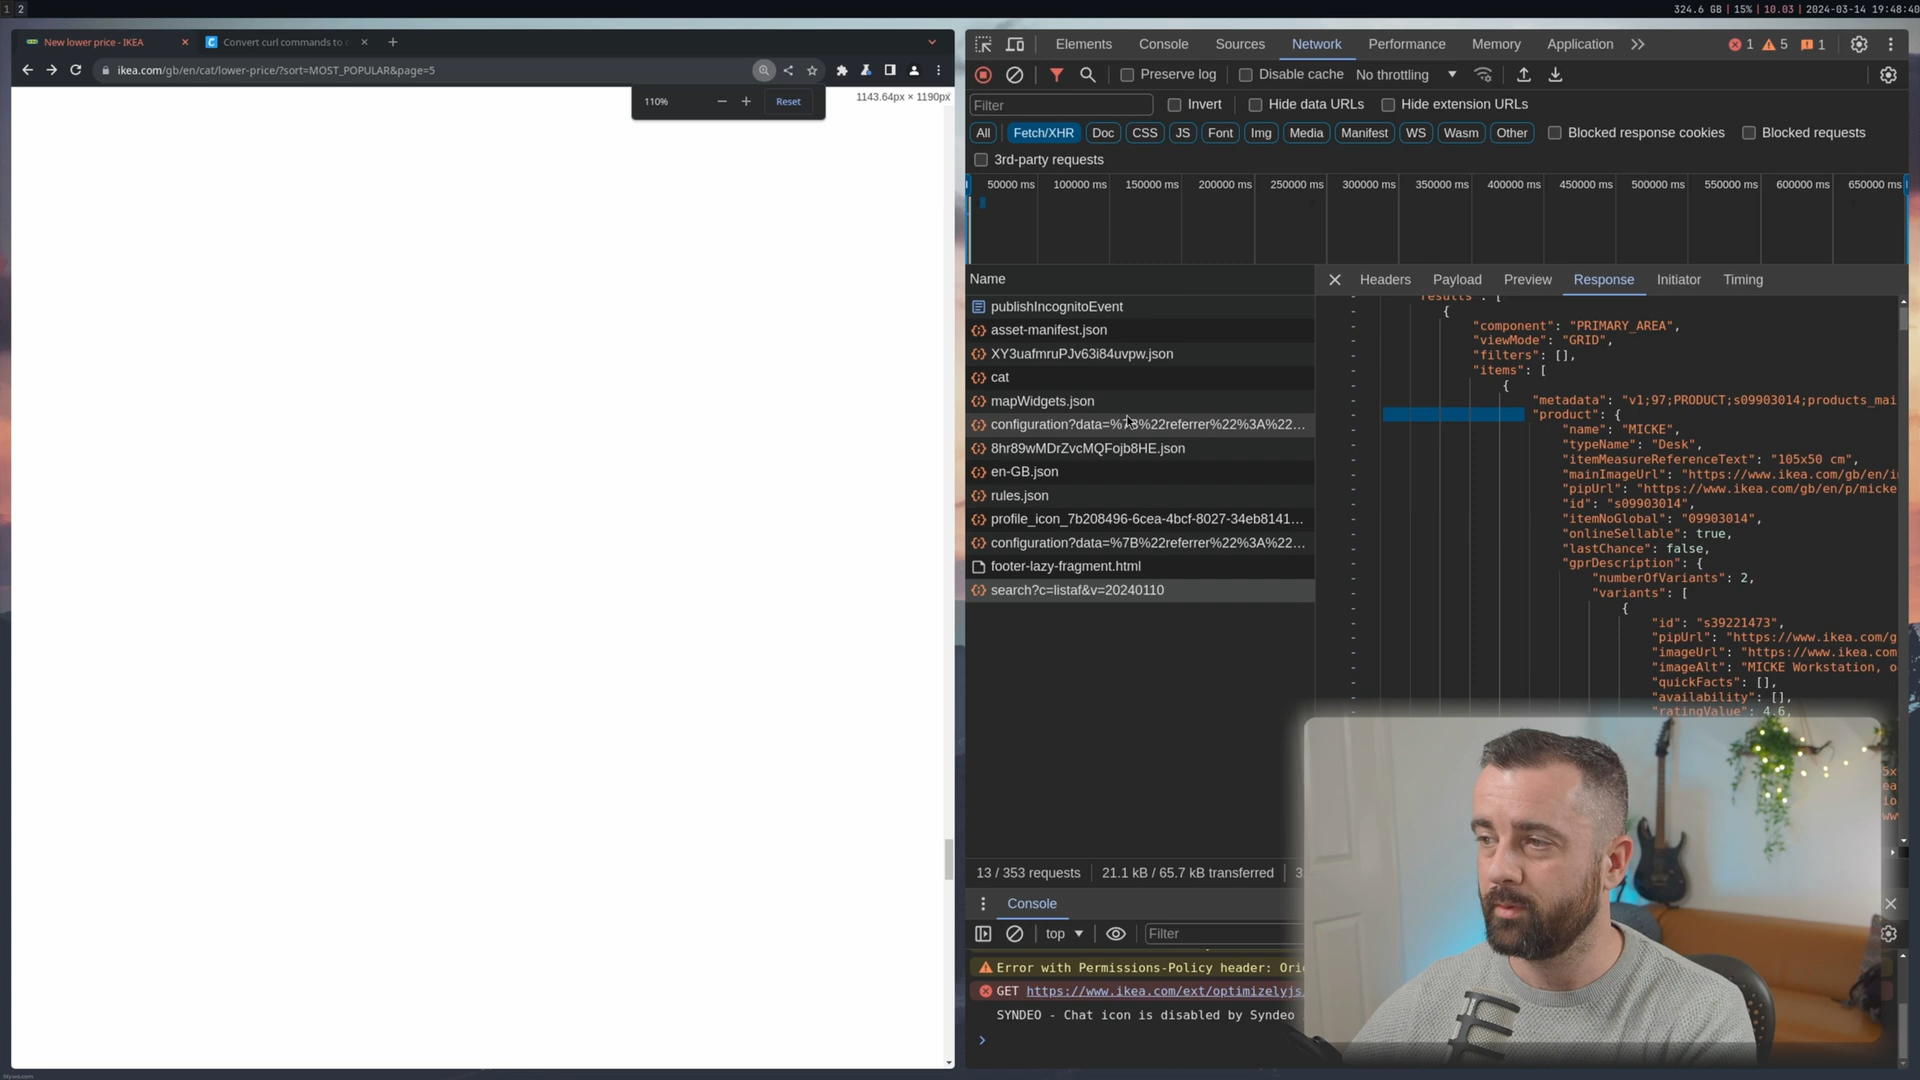 1 2
324.6 GB | 15% | 10.03 | 2024-03-14 19:48:40
New lower price - IKEA
Convert curl commands to c
ikea.com/gb/en/cat/lower-price/?sort=MOST_POPULAR&page=5
110%
Reset
1143.64px × 1190px
Elements Console Sources Network Performance Memory Application
1 5 1
Preserve log Disable cache No throttling
Filter Invert Hide data URLs Hide extension URLs
All Fetch/XHR Doc CSS JS Font Img Media Manifest WS Wasm Other Blocked response cookies Blocked requests
3rd-party requests
50000 ms 100000 ms 150000 ms 200000 ms 250000 ms 300000 ms 350000 ms 400000 ms 450000 ms 500000 ms 550000 ms 600000 ms 650000 ms
Name
publishIncognitoEvent
asset-manifest.json
XY3uafmruPJv63i84uvpw.json
cat
mapWidgets.json
configuration?data=%7B%22referrer%22%3A%22...
8hr89wMDrZvcMQFojb8HE.json
en-GB.json
rules.json
profile_icon_7b208496-6cea-4bcf-8027-34eb8141...
configuration?data=%7B%22referrer%22%3A%22...
footer-lazy-fragment.html
search?c=listaf&v=20240110
Headers Payload Preview Response Initiator Timing
"results": [
{
"component": "PRIMARY_AREA",
"viewMode": "GRID",
"filters": [],
"items": [
{
"metadata": "v1;97;PRODUCT;s09903014;products_mai
"product": {
"name": "MICKE",
"typeName": "Desk",
"itemMeasureReferenceText": "105x50 cm",
"mainImageUrl": "https://www.ikea.com/gb/en/i
"pipUrl": "https://www.ikea.com/gb/en/p/micke
"id": "s09903014",
"itemNoGlobal": "09903014",
"onlineSellable": true,
"lastChance": false,
"gprDescription": {
"numberOfVariants": 2,
"variants": [
{
"id": "s39221473",
"pipUrl": "https://www.ikea.com/g
"imageUrl": "https://www.ikea.com
"imageAlt": "MICKE Workstation, o
"quickFacts": [],
"availability": [],
"ratingValue": 4.6,
13 / 353 requests 21.1 kB / 65.7 kB transferred 3
Console
top Filter
Error with Permissions-Policy header: Ori
GET https://www.ikea.com/ext/optimizelyjs
SYNDEO - Chat icon is disabled by Syndeo